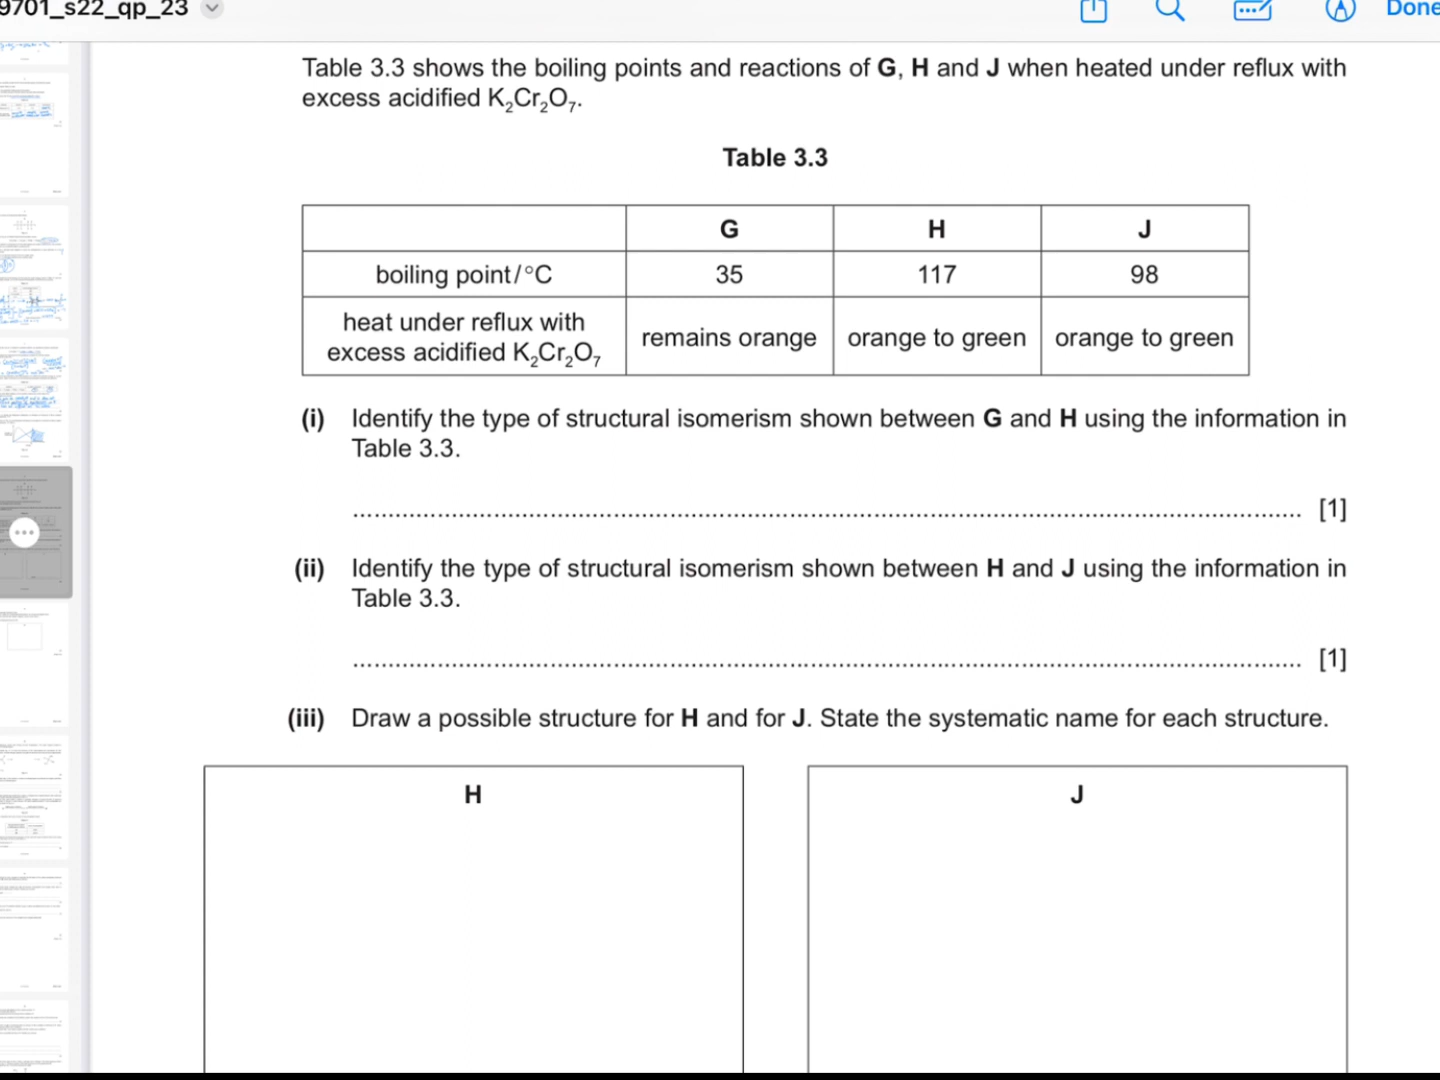 9701_s22_qp_23
Done
Table 3.3 shows the boiling points and reactions of G, H and J when heated under reflux with
excess acidified K₂Cr₂O₇.
Table 3.3
G H J
boiling point/°C 35 117 98
heat under reflux with
excess acidified K₂Cr₂O₇ remains orange orange to green orange to green
(i) Identify the type of structural isomerism shown between G and H using the information in
Table 3.3.
[1]
(ii) Identify the type of structural isomerism shown between H and J using the information in
Table 3.3.
[1]
(iii) Draw a possible structure for H and for J. State the systematic name for each structure.
H J